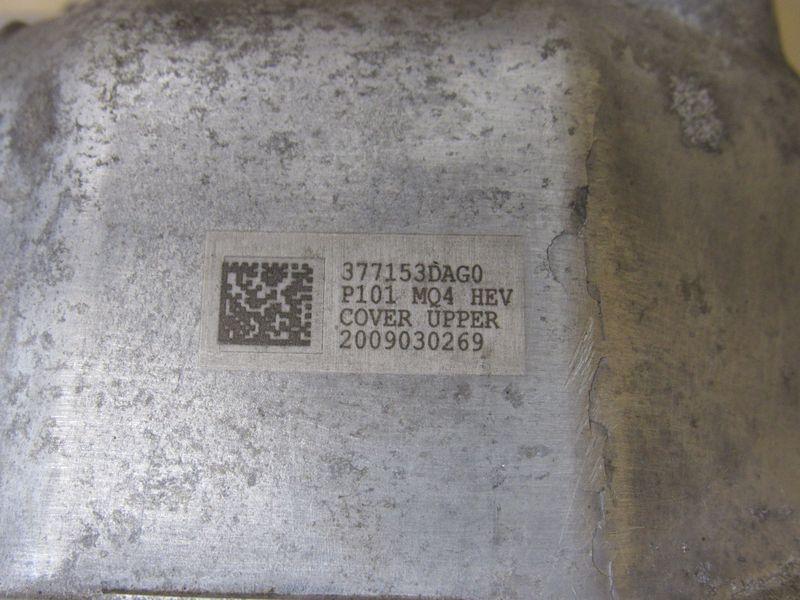 377153DAG0
P101 MQ4 HEV
COVER UPPER
2009030269